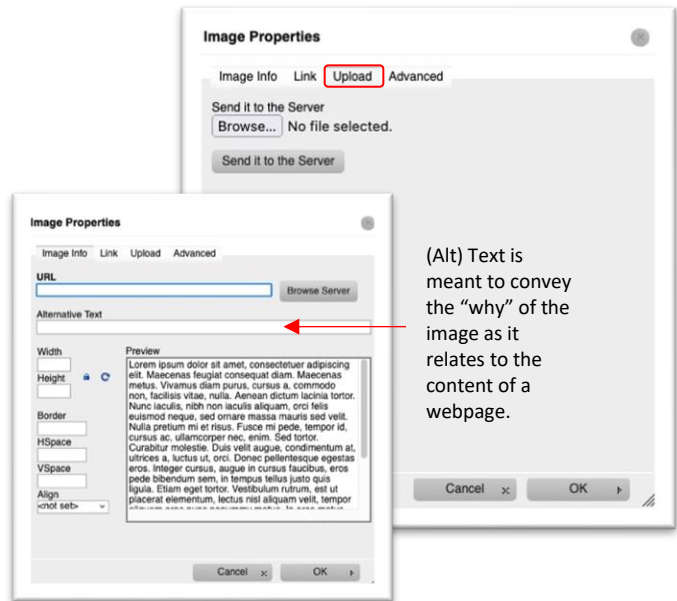 Image Properties
Image Info Link Upload Advanced
Send it to the Server
Browse... No file selected.
Send it to the Server
Cancel OK
Image Properties
Image Info Link Upload Advanced
URL
Browse Server
Alternative Text
Width
Height
Border
HSpace
VSpace
Align
<not set>
Preview
Lorem ipsum dolor sit amet, consectetuer adipiscing
elit. Maecenas feugiat consequat diam. Maecenas
metus. Vivamus diam purus, cursus a, commodo
non, facilisis vitae, nulla. Aenean dictum lacinia tortor.
Nunc iaculis, nibh non iaculis aliquam, orci felis
euismod neque, sed ornare massa mauris sed velit.
Nulla pretium mi et risus. Fusce mi pede, tempor id,
cursus ac, ullamcorper nec, enim. Sed tortor.
Curabitur molestie. Duis velit augue, condimentum at,
ultrices a, luctus ut, orci. Donec pellentesque egestas
eros. Integer cursus, augue in cursus faucibus, eros
pede bibendum sem, in tempus tellus justo quis
ligula. Etiam eget tortor. Vestibulum rutrum, est ut
placerat elementum, lectus nisl aliquam velit, tempor
Cancel OK
(Alt) Text is
meant to convey
the “why” of the
image as it
relates to the
content of a
webpage.